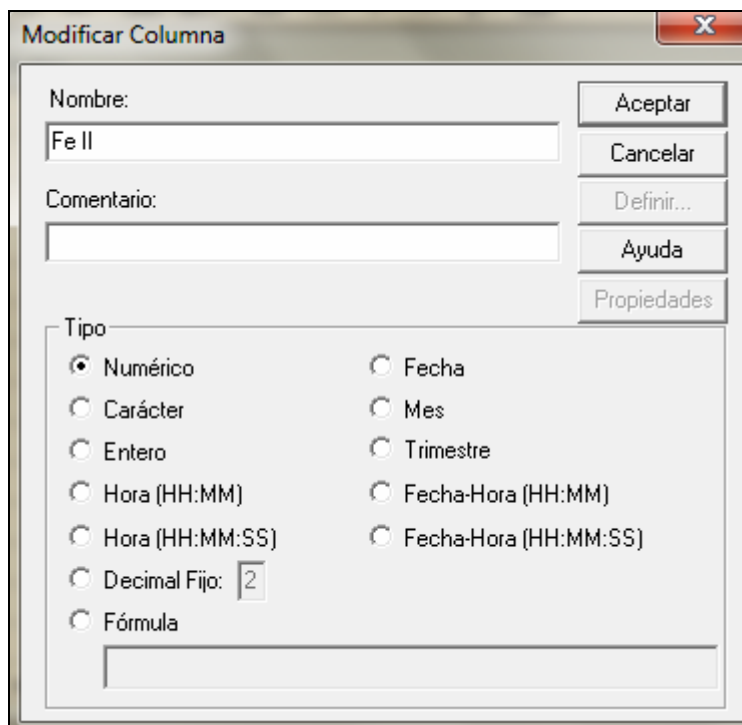 Modificar Columna
Nombre:
Aceptar
Fe II
Cancelar
Comentario:
Definir...
Ayuda
Propiedades
Tipo
Numérico
Fecha
Carácter
Mes
Entero
Trimestre
Hora (HH:MM)
Fecha-Hora (HH:MM)
Hora (HH:MM:SS)
Fecha-Hora (HH:MM:SS)
Decimal Fijo: 2
Fórmula